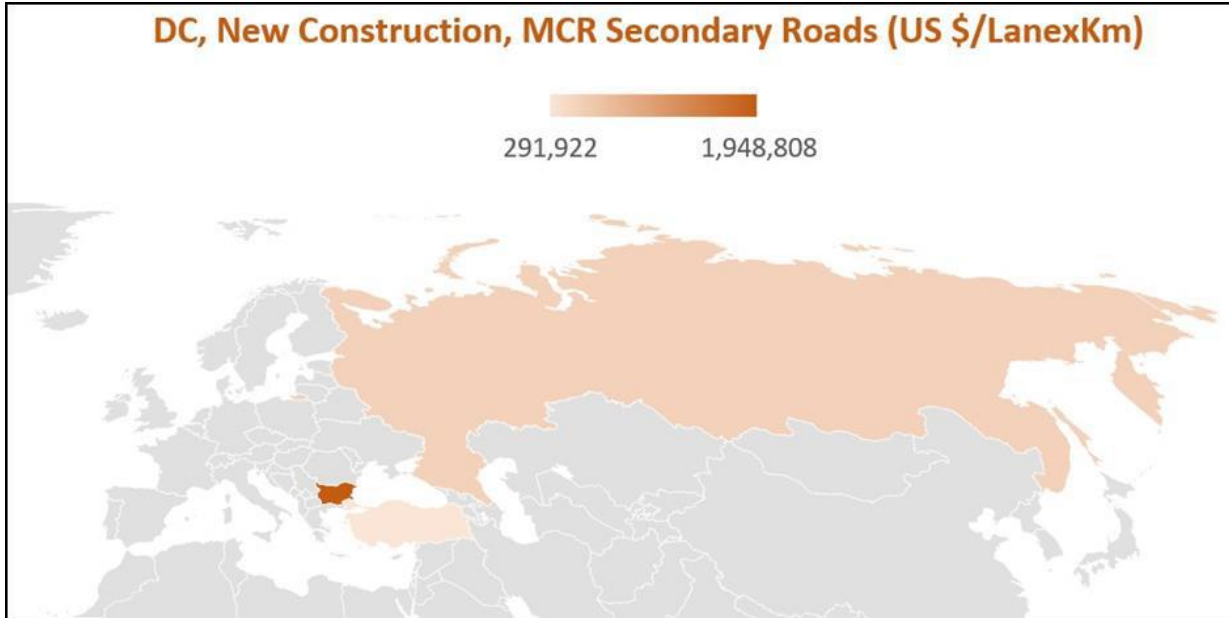 DC, New Construction, MCR Secondary Roads (US $/LanexKm)
291,922 1,948,808